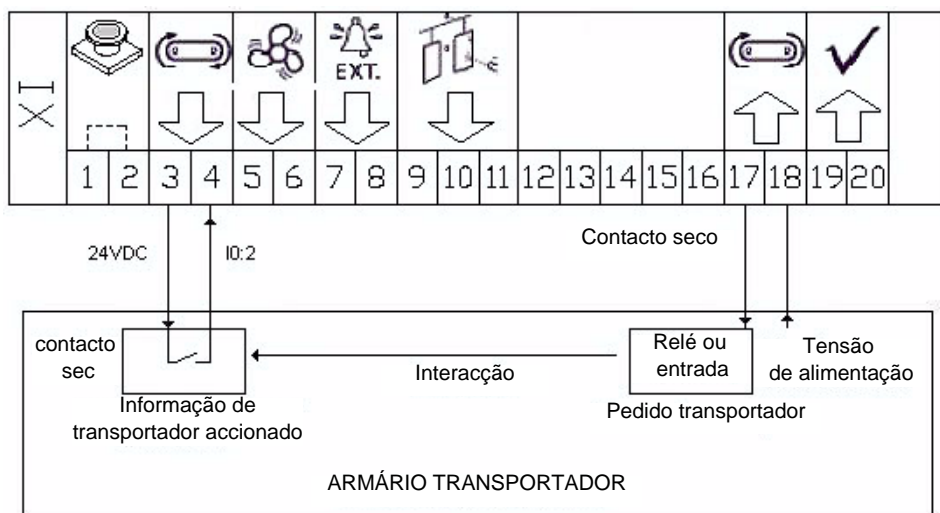 XI
EXT.
1 2 3 4 5 6 7 8 9 10 11 12 13 14 15 16 17 18 19 20
24VDC
I0:2
Contacto seco
contacto
sec
Informação de
transportador accionado
Interacção
Relé ou
entrada
Pedido transportador
Tensão
de alimentação
ARMÁRIO TRANSPORTADOR